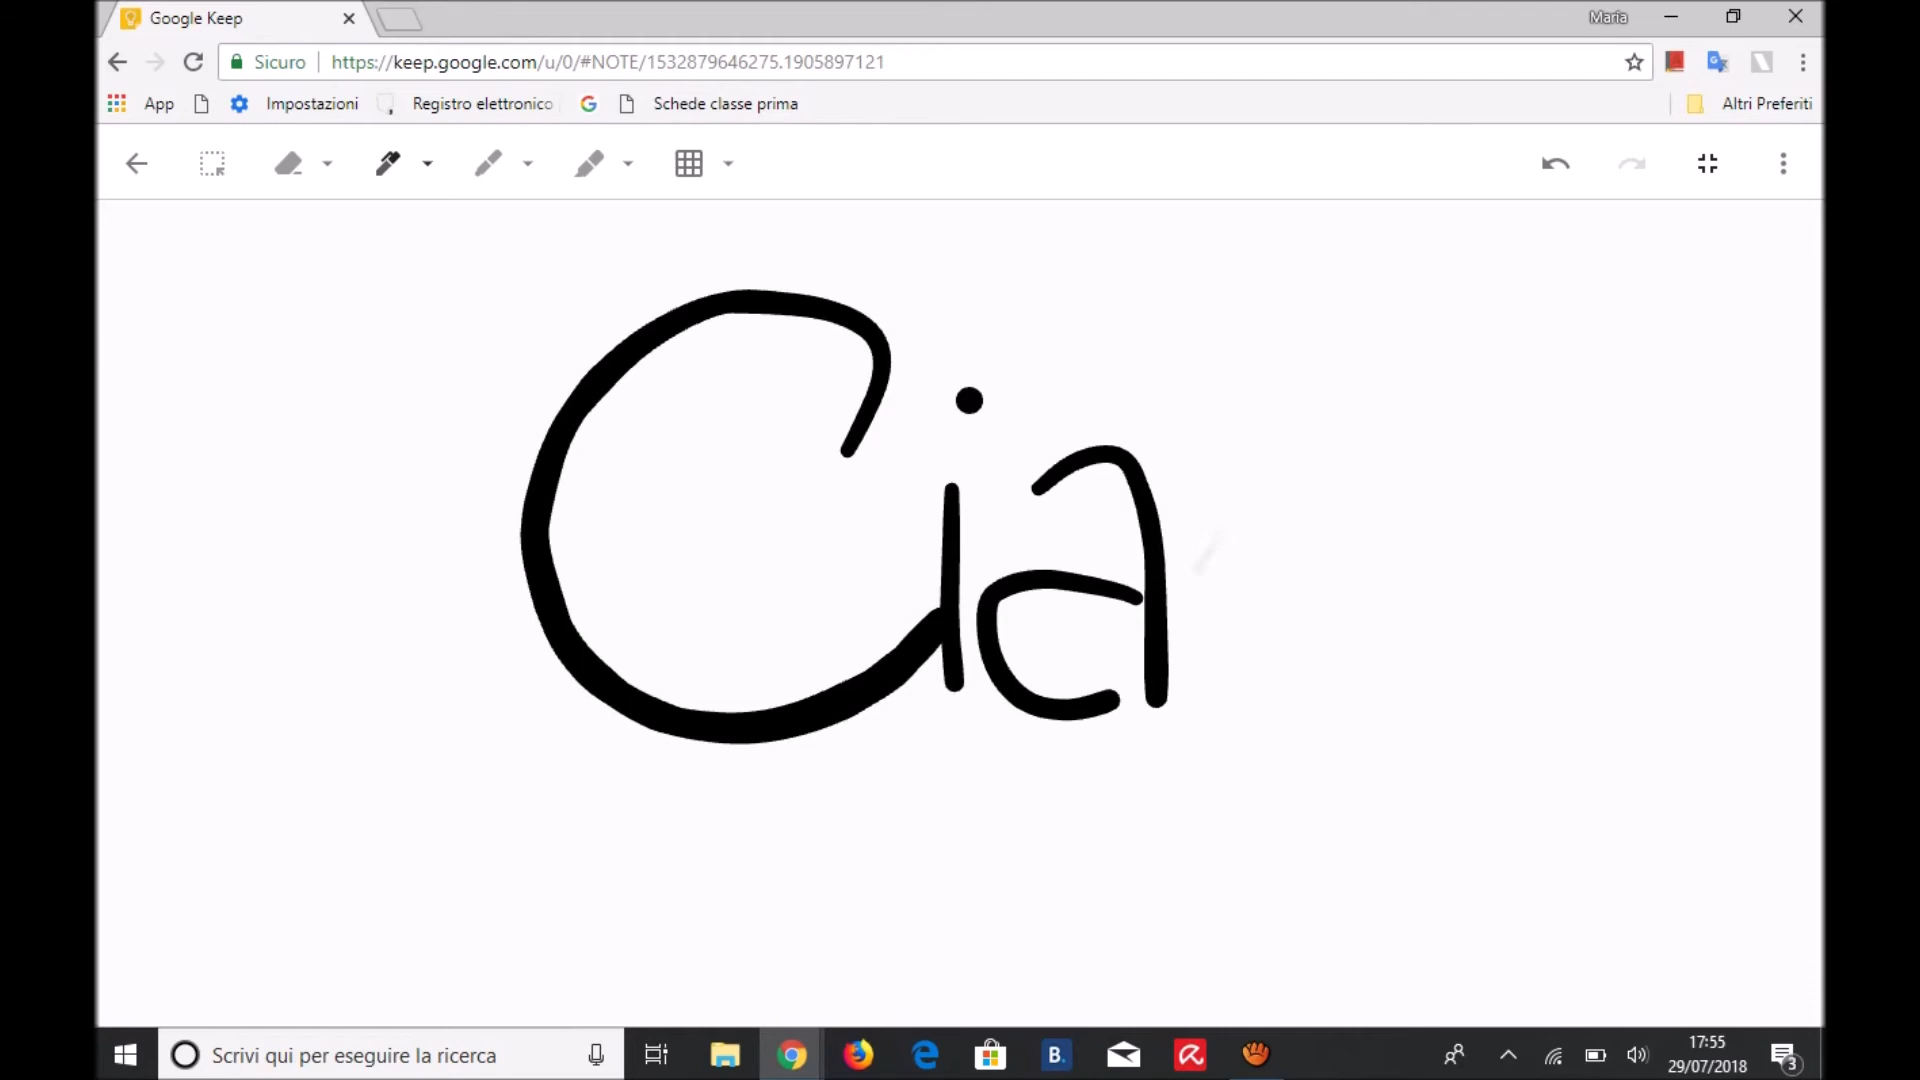 Google Keep
Maria
Sicuro https://keep.google.com/u/0/#NOTE/1532879646275.1905897121
App Impostazioni Registro elettronico Schede classe prima Altri Preferiti
Cia
Scrivi qui per eseguire la ricerca
B.
17:55
29/07/2018
3